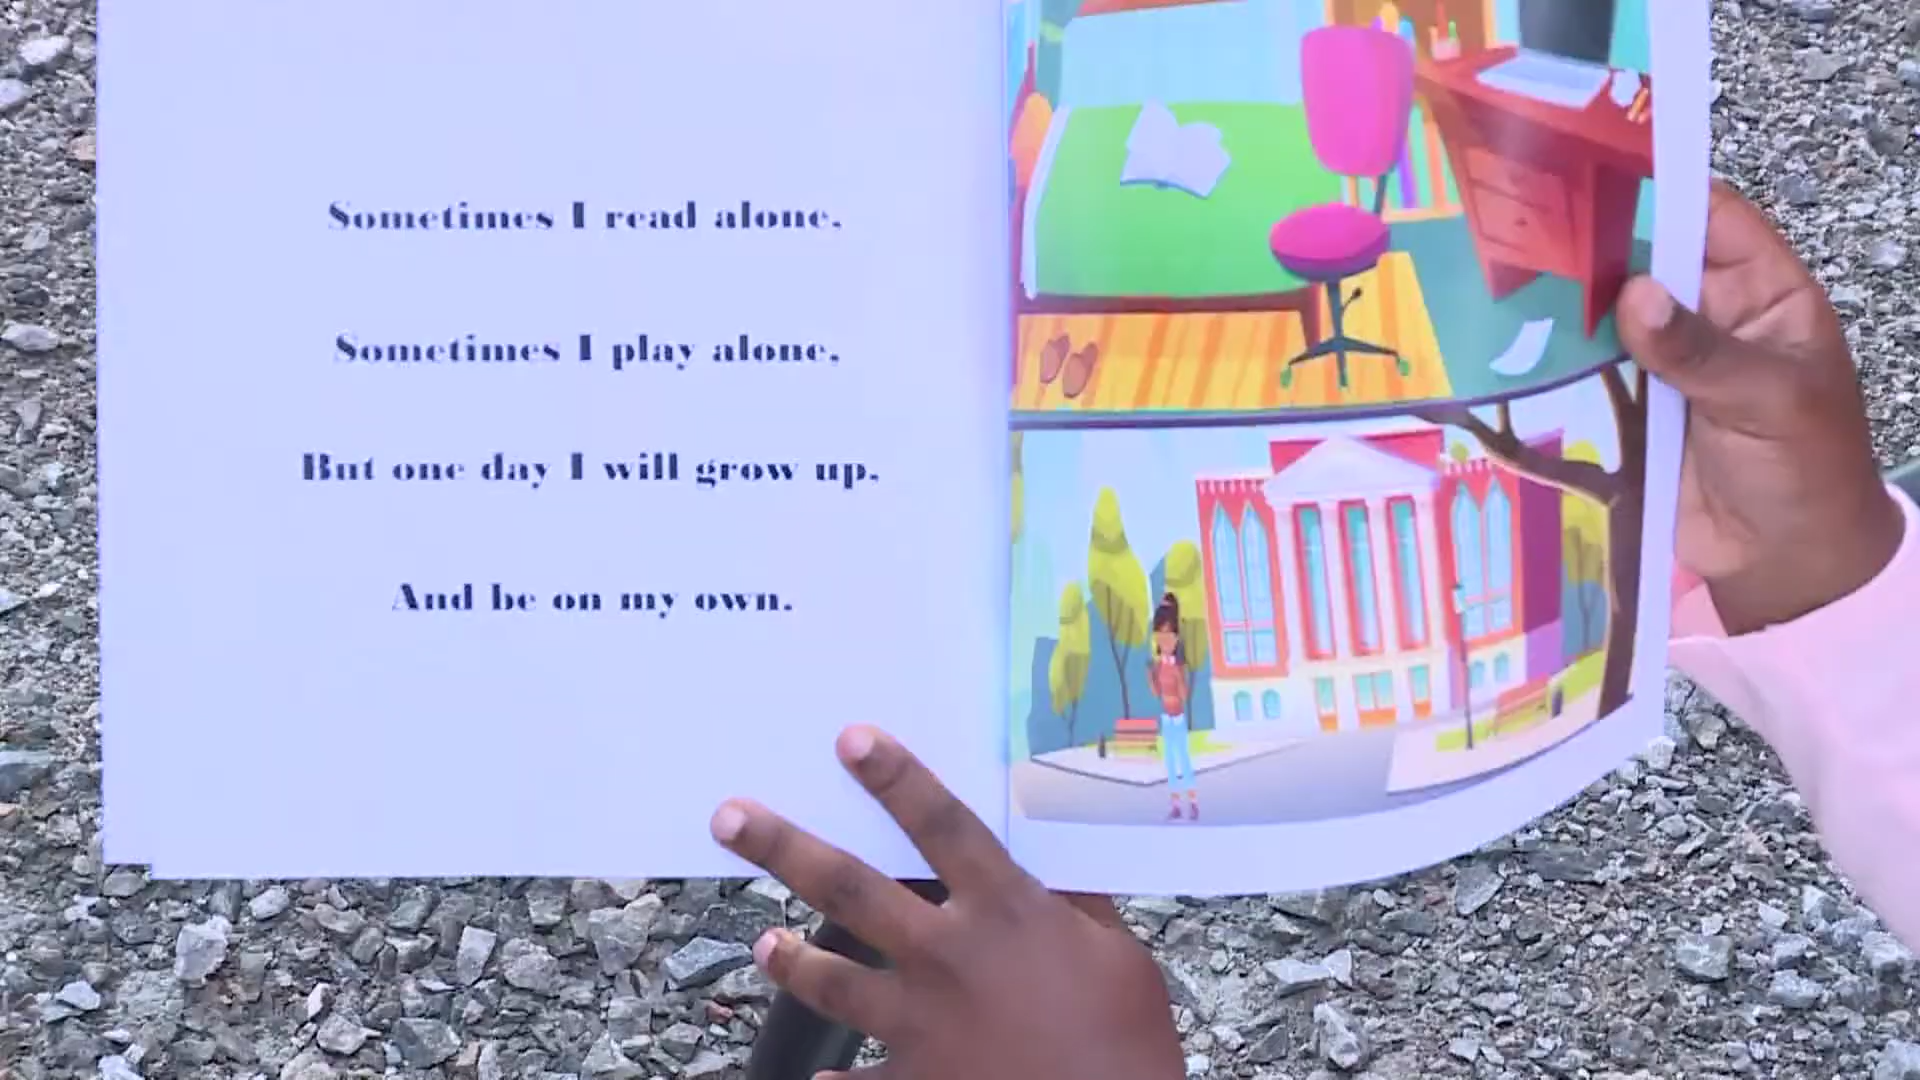 Sometimes I read alone,
Sometimes I play alone,
But one day I will grow up,
And be on my own.